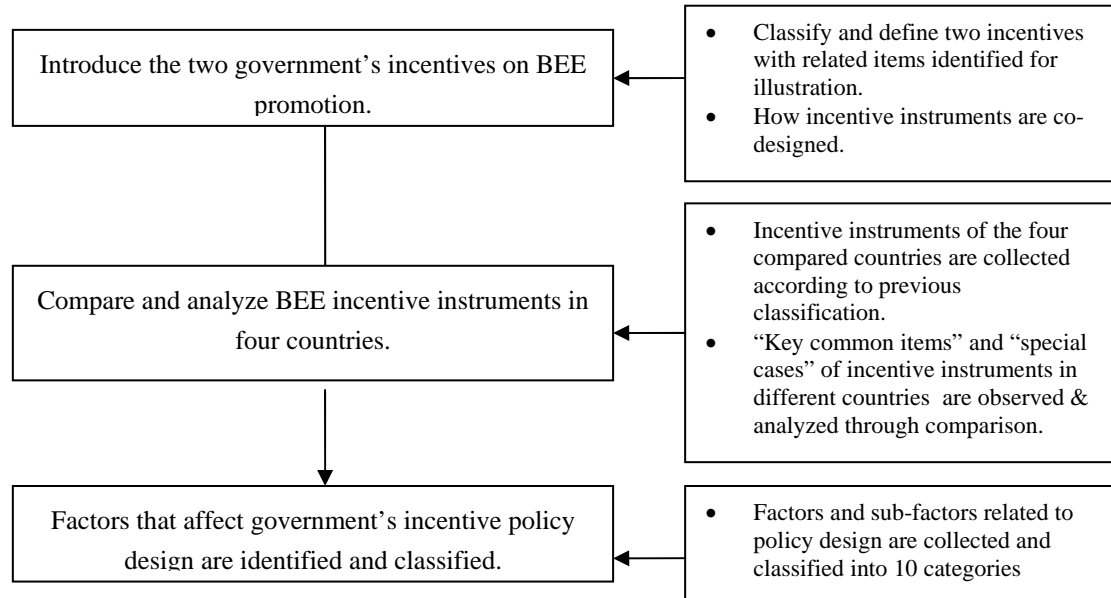 Introduce the two government’s incentives on BEE
promotion.
• Classify and define two incentives
with related items identified for
illustration.
• How incentive instruments are co-
designed.
Compare and analyze BEE incentive instruments in
four countries.
• Incentive instruments of the four
compared countries are collected
according to previous
classification.
• “Key common items” and “special
cases” of incentive instruments in
different countries are observed &
analyzed through comparison.
Factors that affect government’s incentive policy
design are identified and classified.
• Factors and sub-factors related to
policy design are collected and
classified into 10 categories